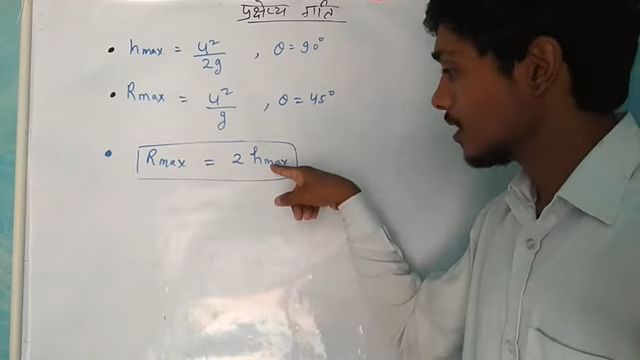 प्रक्षेप्य गति
• hmax = u²/2g , θ = 90°
• Rmax = u²/g , θ = 45°
• Rmax = 2 hmax